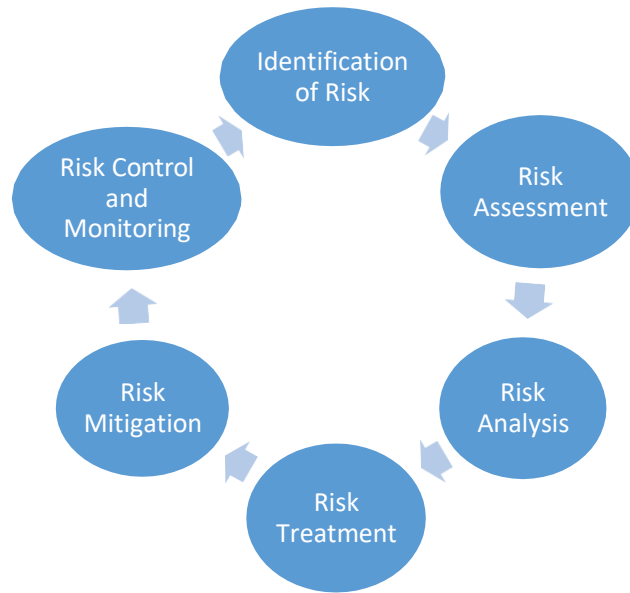 Identification
of Risk
Risk
Assessment
Risk
Analysis
Risk
Treatment
Risk
Mitigation
Risk Control
and
Monitoring